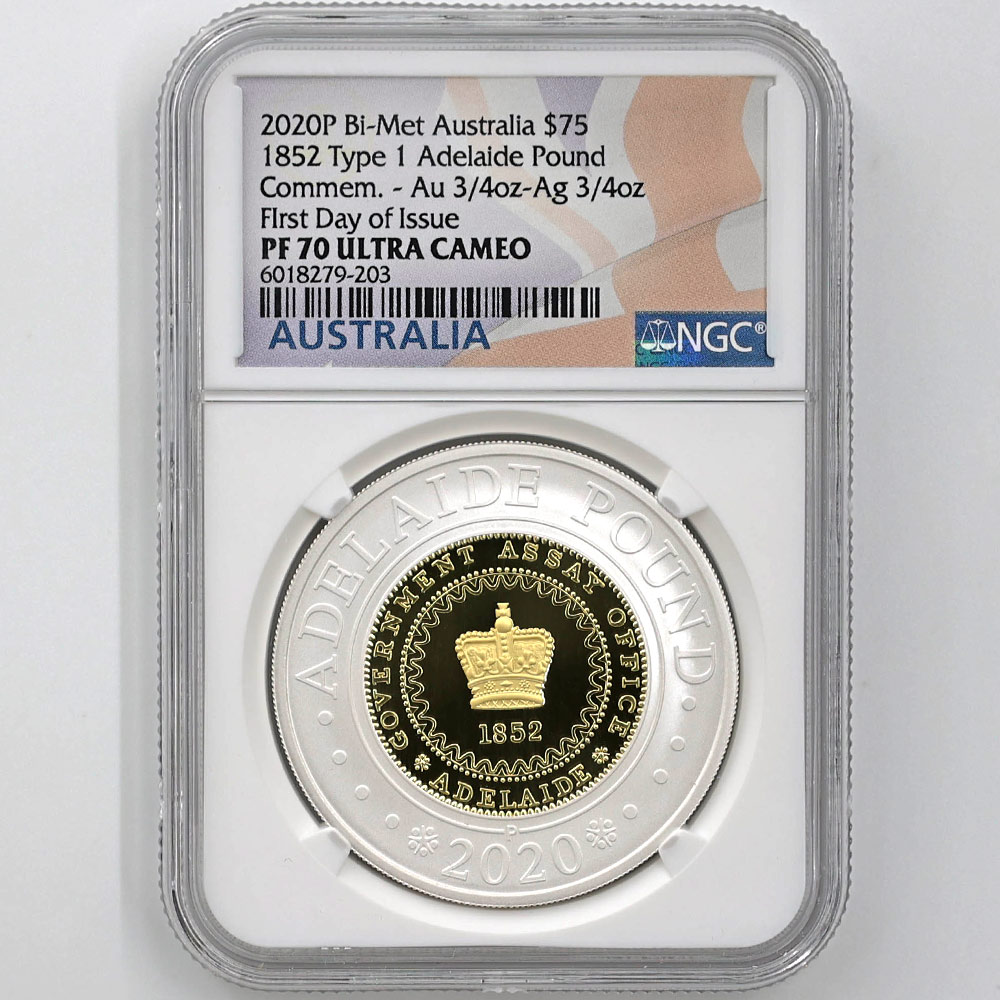 2020P Bi-Met Australia $75
1852 Type 1 Adelaide Pound
Commem. - Au 3/4oz-Ag 3/4oz
FIrst Day of Issue
PF 70 ULTRA CAMEO
6018279-203
AUSTRALIA
NGC®
ADELAIDE POUND
GOVERNMENT ASSAY OFFICE
1852
ADELAIDE
P
2020